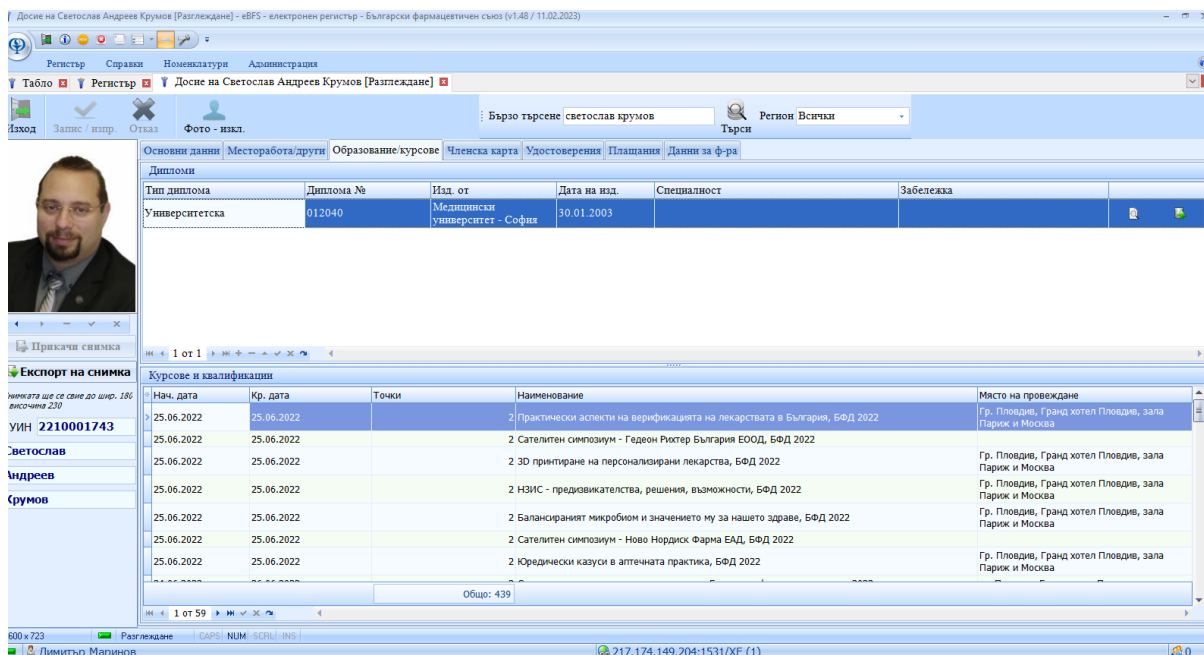 Досие на Светослав Андреев Крумов [Разглеждане] - eBFS - електронен регистър - Български фармацевтичен съюз (v1.48 / 11.02.2023)
Регистър Справки Номенклатури Администрация
Табло Регистър Досие на Светослав Андреев Крумов [Разглеждане]
Изход Запис / изпр. Отказ Фото - изкл. Бързо търсене светослав крумов Търси Регион Всички
Основни данни Месторабота/други Образование/курсове Членска карта Удостоверения Плащания Данни за ф-ра
Дипломи
Тип диплома Диплома № Изд. от Дата на изд. Специалност Забележка
Университетска 012040 Медицински университет - София 30.01.2003
1 от 1
Прикачи снимка
Експорт на снимка
Снимката ще се свие до шир. 180
височина 230
УИН 2210001743
Светослав
Андреев
Крумов
Курсове и квалификации
Нач. дата Кр. дата Точки Наименование Място на провеждане
25.06.2022 25.06.2022 2 Практически аспекти на верификацията на лекарствата в България, БФД 2022 Гр. Пловдив, Гранд хотел Пловдив, зала Париж и Москва
25.06.2022 25.06.2022 2 Сателитен симпозиум - Гедеон Рихтер България ЕООД, БФД 2022
25.06.2022 25.06.2022 2 3D принтиране на персонализирани лекарства, БФД 2022 Гр. Пловдив, Гранд хотел Пловдив, зала Париж и Москва
25.06.2022 25.06.2022 2 НЗИС - предизвикателства, решения, възможности, БФД 2022 Гр. Пловдив, Гранд хотел Пловдив, зала Париж и Москва
25.06.2022 25.06.2022 2 Балансираният микробиом и значението му за нашето здраве, БФД 2022 Гр. Пловдив, Гранд хотел Пловдив, зала Париж и Москва
25.06.2022 25.06.2022 2 Сателитен симпозиум - Ново Нордиск Фарма ЕАД, БФД 2022
25.06.2022 25.06.2022 2 Юредически казуси в аптечната практика, БФД 2022 Гр. Пловдив, Гранд хотел Пловдив, зала Париж и Москва
Общо: 439
1 от 59
600 x 723 Разглеждане CAPS NUM SCRL INS
Димитър Маринов 217.174.149.204:1531/XE (1) 0